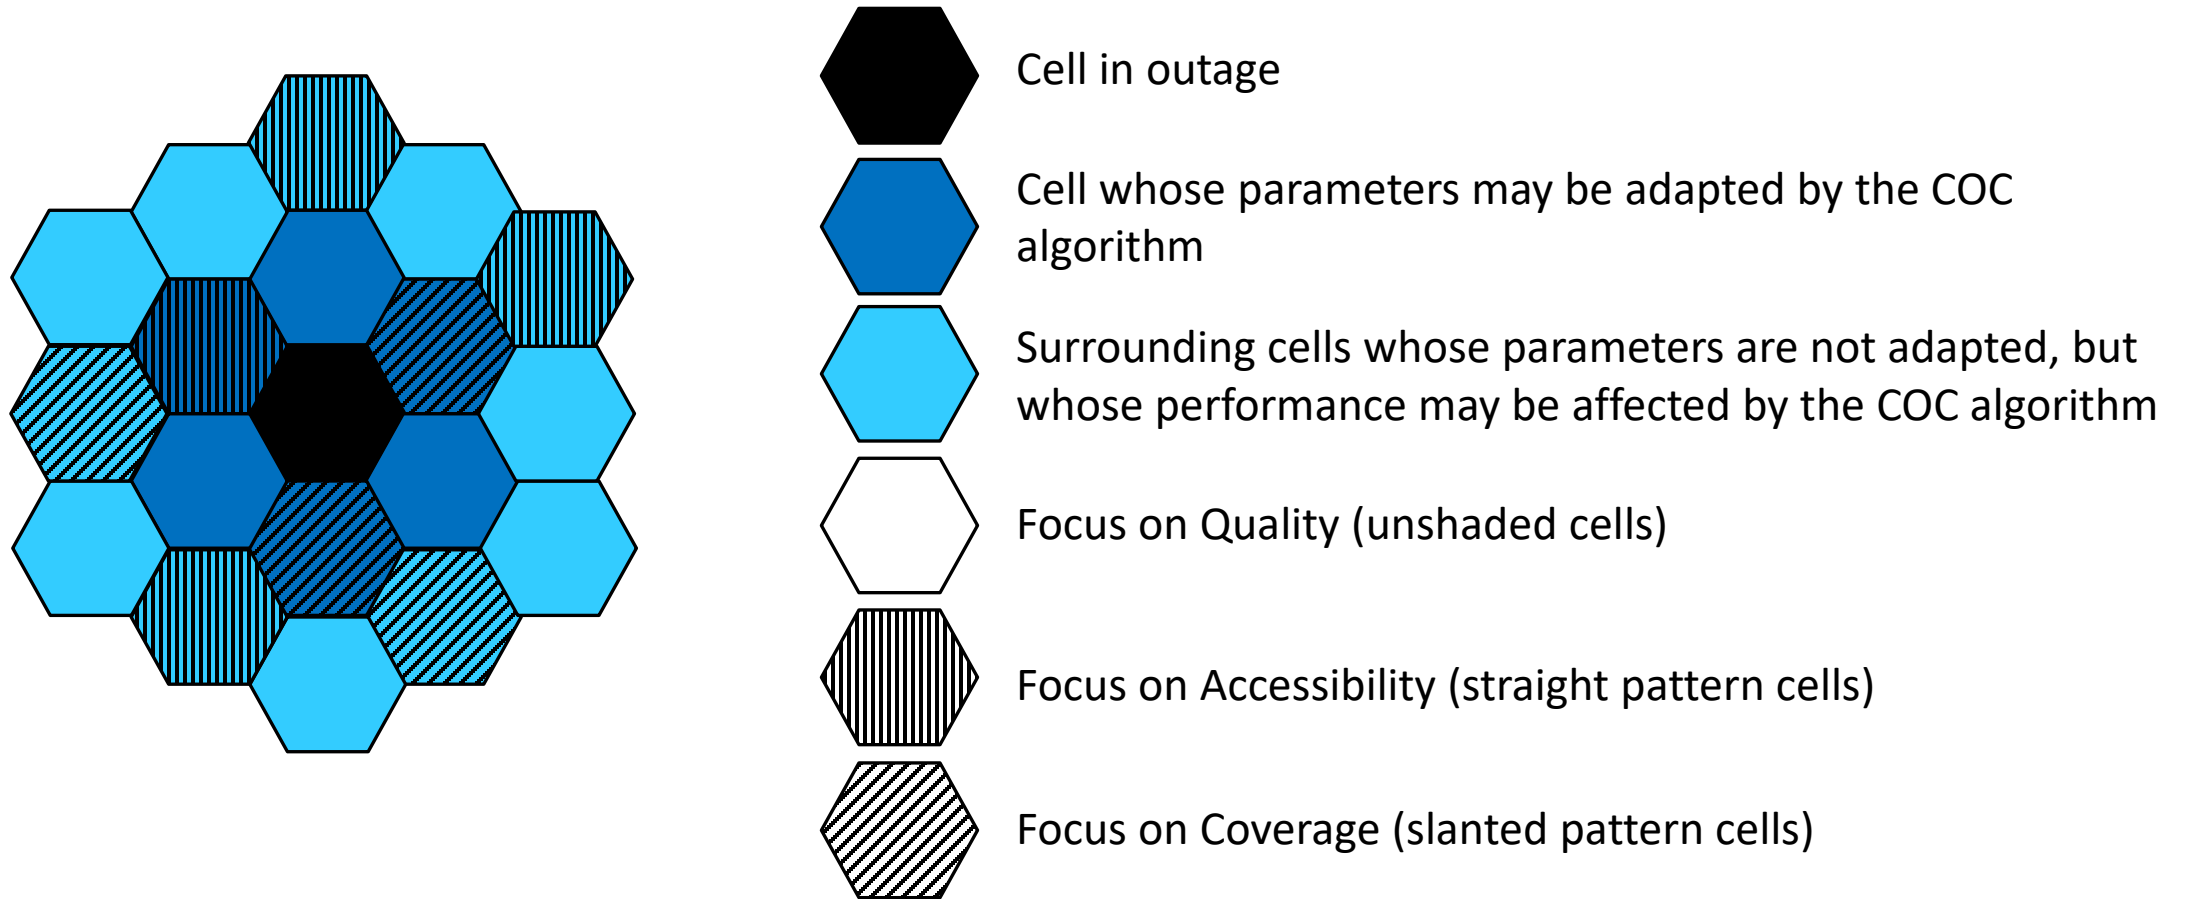 Cell in outage
Cell whose parameters may be adapted by the COC
algorithm
Surrounding cells whose parameters are not adapted, but
whose performance may be affected by the COC algorithm
Focus on Quality (unshaded cells)
Focus on Accessibility (straight pattern cells)
Focus on Coverage (slanted pattern cells)